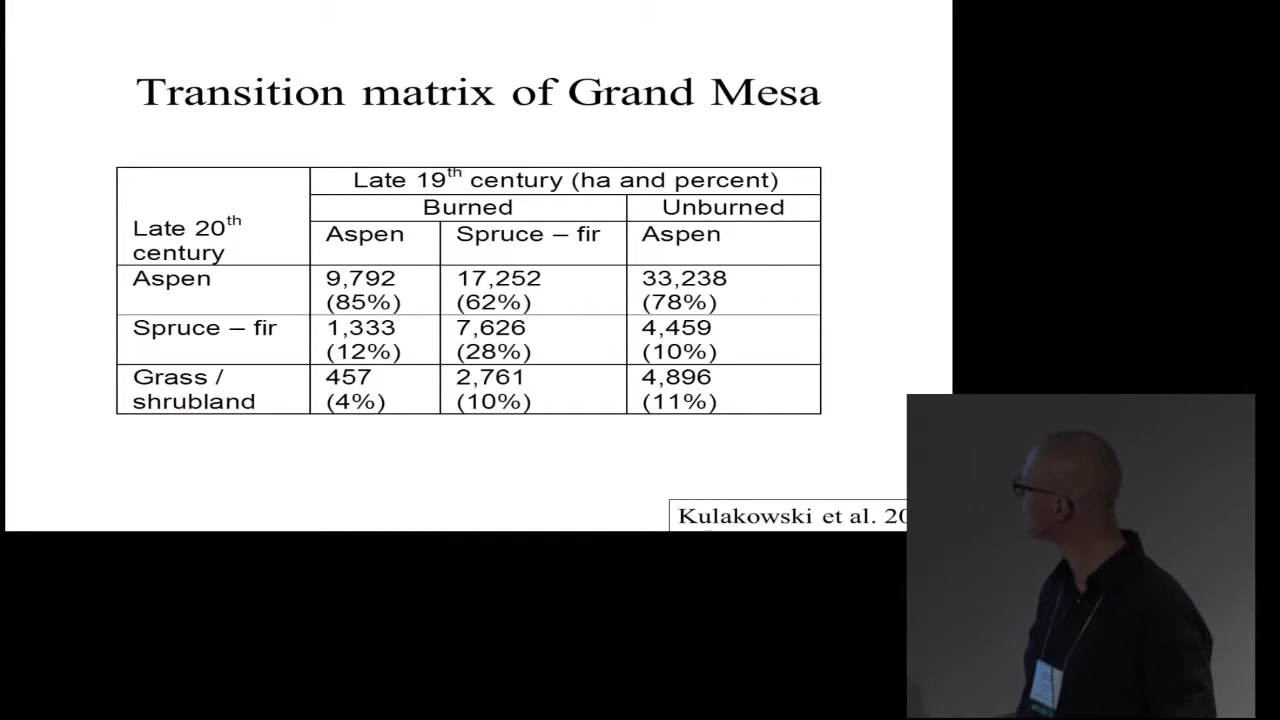 Transition matrix of Grand Mesa
Late 19th century (ha and percent)
Burned Unburned
Late 20th century Aspen Spruce – fir Aspen
Aspen 9,792 (85%) 17,252 (62%) 33,238 (78%)
Spruce – fir 1,333 (12%) 7,626 (28%) 4,459 (10%)
Grass / shrubland 457 (4%) 2,761 (10%) 4,896 (11%)
Kulakowski et al. 20